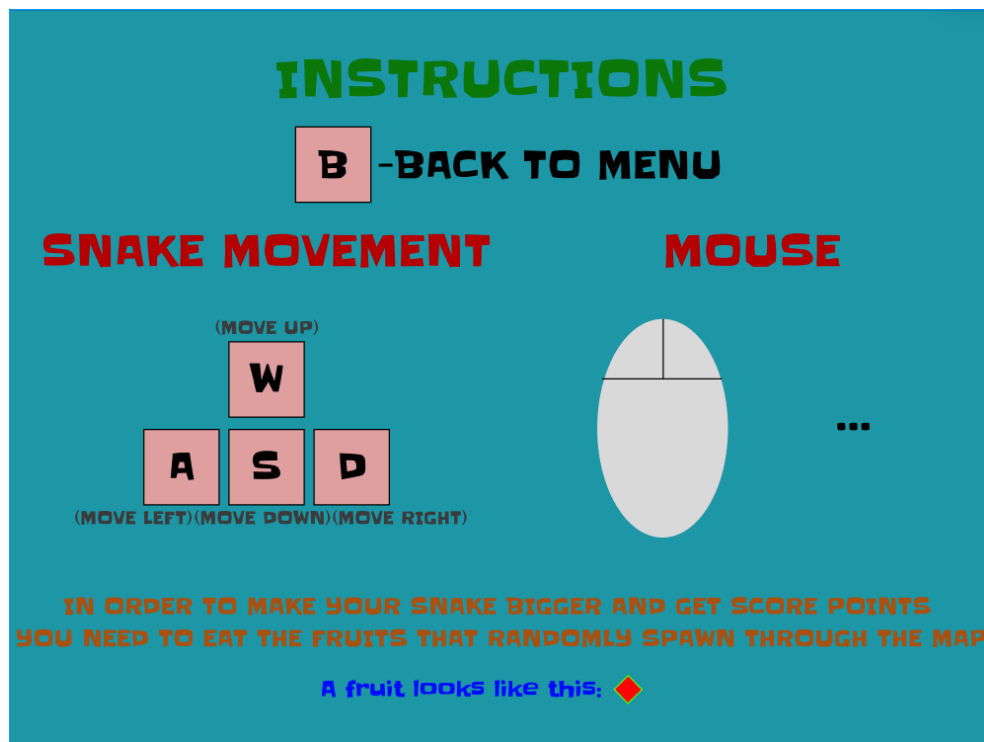 INSTRUCTIONS
B -BACK TO MENU
SNAKE MOVEMENT
MOUSE
(MOVE UP)
W
A S D
(MOVE LEFT)(MOVE DOWN)(MOVE RIGHT)
...
IN ORDER TO MAKE YOUR SNAKE BIGGER AND GET SCORE POINTS
YOU NEED TO EAT THE FRUITS THAT RANDOMLY SPAWN THROUGH THE MAP
A fruit looks like this: